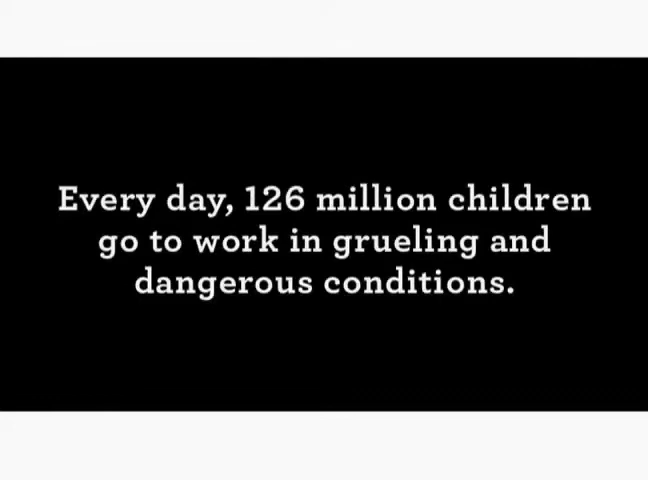 Every day, 126 million children
go to work in grueling and
dangerous conditions.